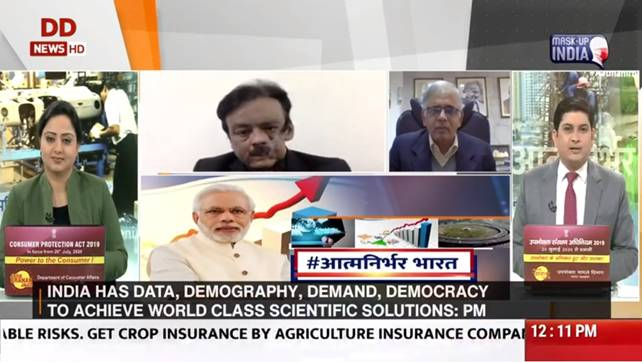 DD
NEWS HD
MASK-UP
INDIA
CONSUMER PROTECTION ACT 2019
in force from 20th July, 2020
Power to the Consumer !
Department of Consumer Affairs
#आत्मनिर्भर भारत
उपभोक्ता संरक्षण अधिनियम 2019
उपभोक्ता मामले विभाग
INDIA HAS DATA, DEMOGRAPHY, DEMAND, DEMOCRACY
TO ACHIEVE WORLD CLASS SCIENTIFIC SOLUTIONS: PM
ABLE RISKS. GET CROP INSURANCE BY AGRICULTURE INSURANCE COMPAN
12:11 PM